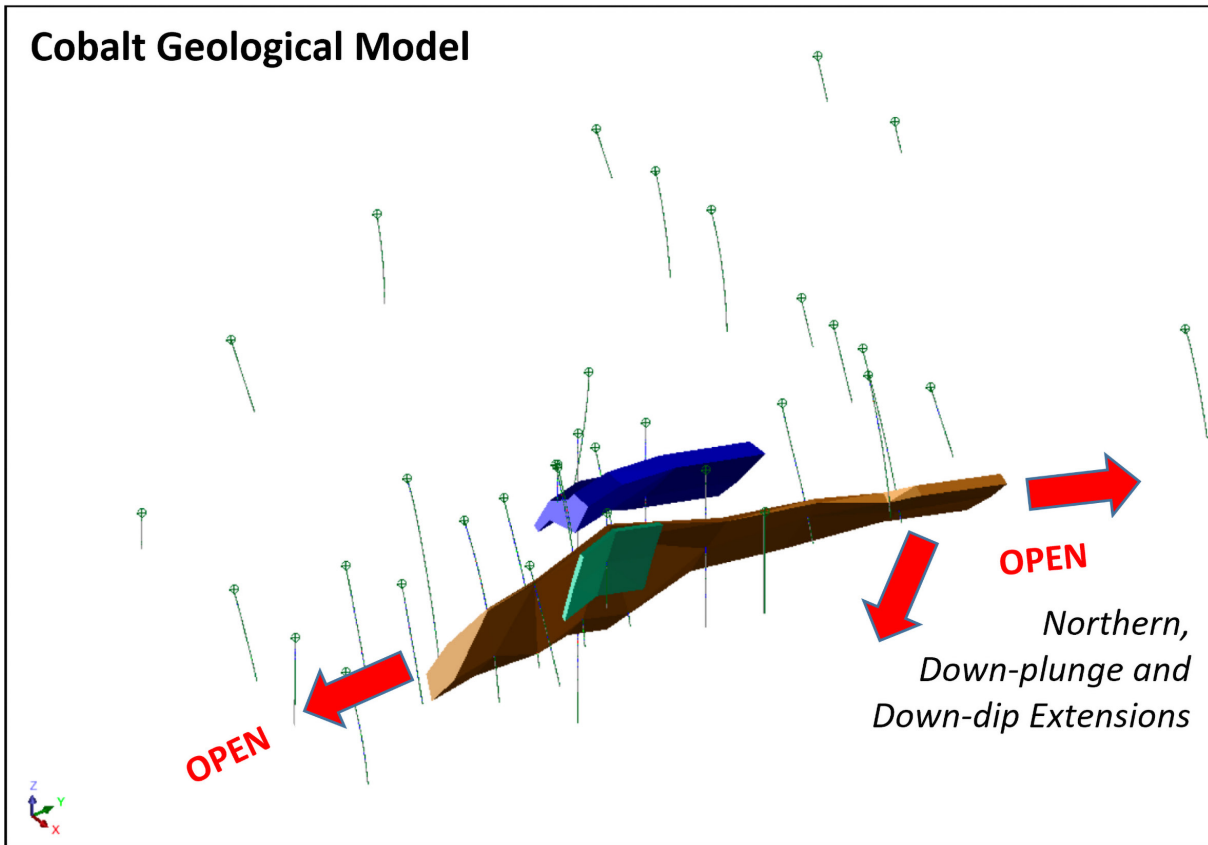 Cobalt Geological Model
OPEN
Northern,
Down-plunge and
Down-dip Extensions
OPEN
Z
Y
X